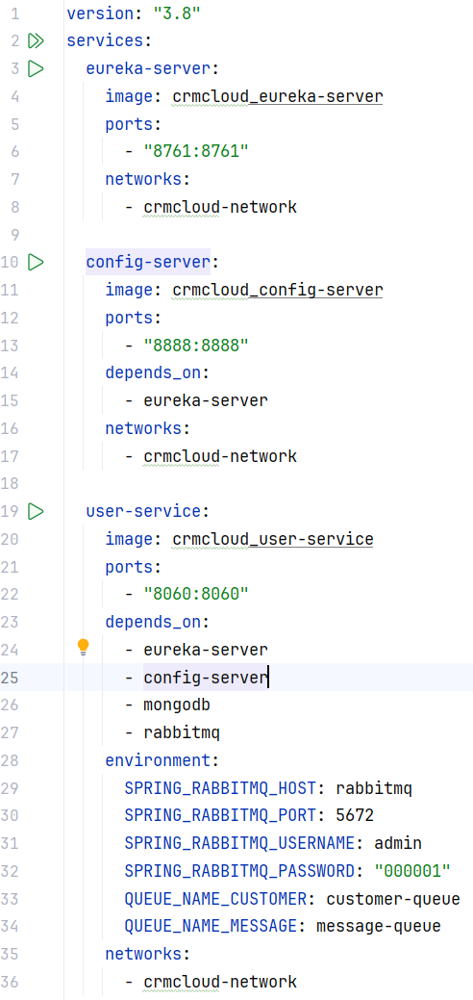 1 version: "3.8"
2 services:
3 eureka-server:
4 image: crmcloud_eureka-server
5 ports:
6 - "8761:8761"
7 networks:
8 - crmcloud-network
9
10 config-server:
11 image: crmcloud_config-server
12 ports:
13 - "8888:8888"
14 depends_on:
15 - eureka-server
16 networks:
17 - crmcloud-network
18
19 user-service:
20 image: crmcloud_user-service
21 ports:
22 - "8060:8060"
23 depends_on:
24 - eureka-server
25 - config-server
26 - mongodb
27 - rabbitmq
28 environment:
29 SPRING_RABBITMQ_HOST: rabbitmq
30 SPRING_RABBITMQ_PORT: 5672
31 SPRING_RABBITMQ_USERNAME: admin
32 SPRING_RABBITMQ_PASSWORD: "000001"
33 QUEUE_NAME_CUSTOMER: customer-queue
34 QUEUE_NAME_MESSAGE: message-queue
35 networks:
36 - crmcloud-network